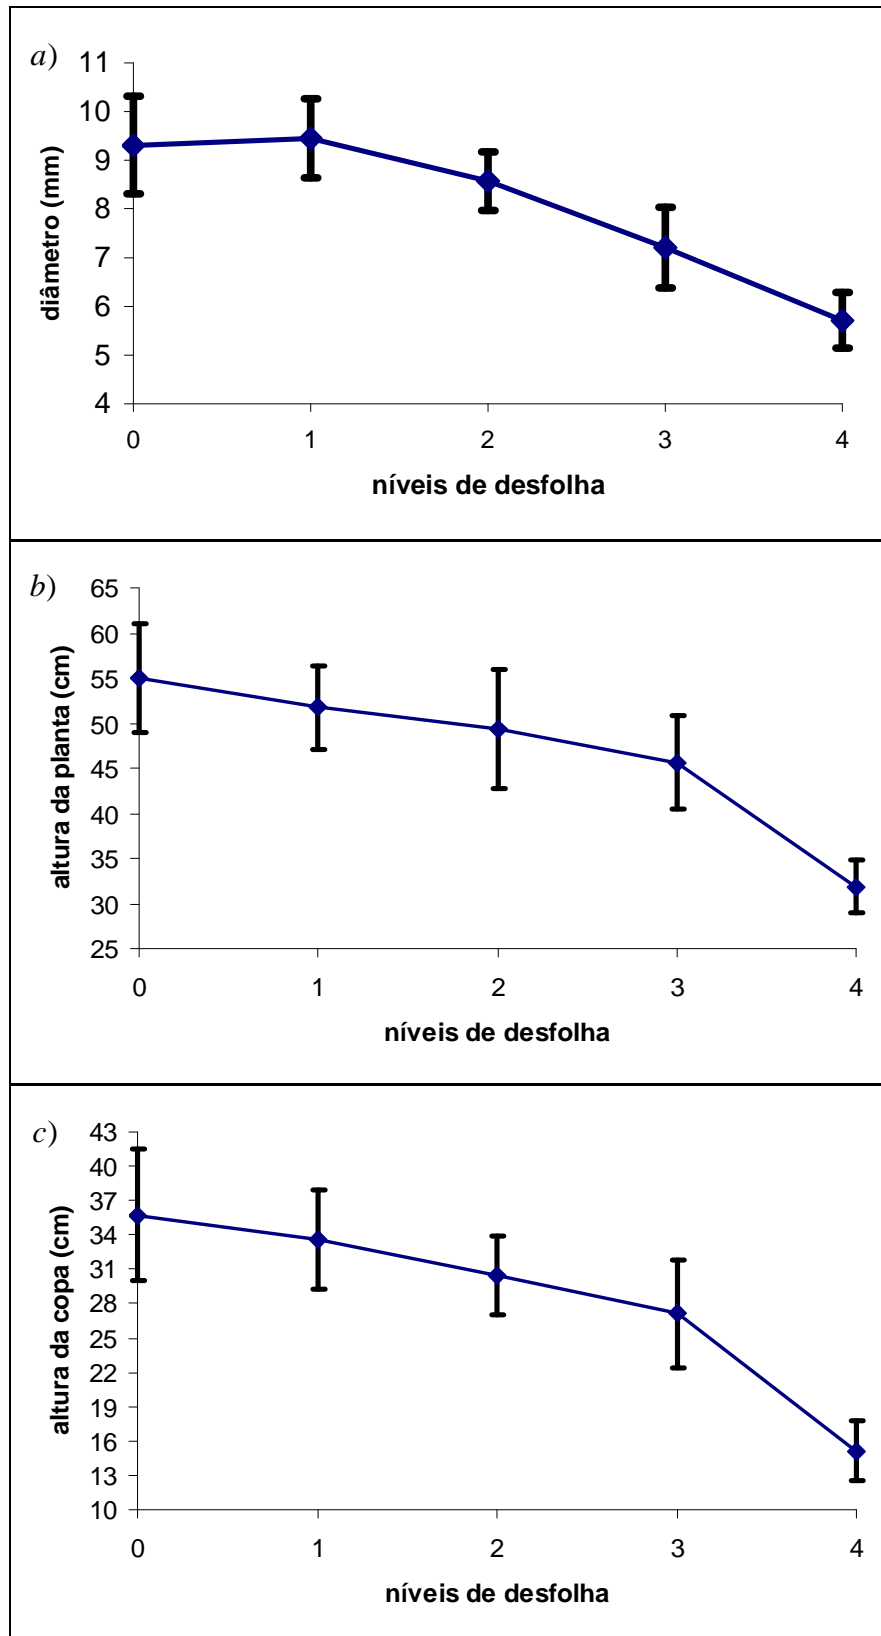 a)
11
10
9
8
7
6
5
4
diâmetro (mm)
0 1 2 3 4
níveis de desfolha
b)
65
60
55
50
45
40
35
30
25
altura da planta (cm)
0 1 2 3 4
níveis de desfolha
c)
43
40
37
34
31
28
25
22
19
16
13
10
altura da copa (cm)
0 1 2 3 4
níveis de desfolha